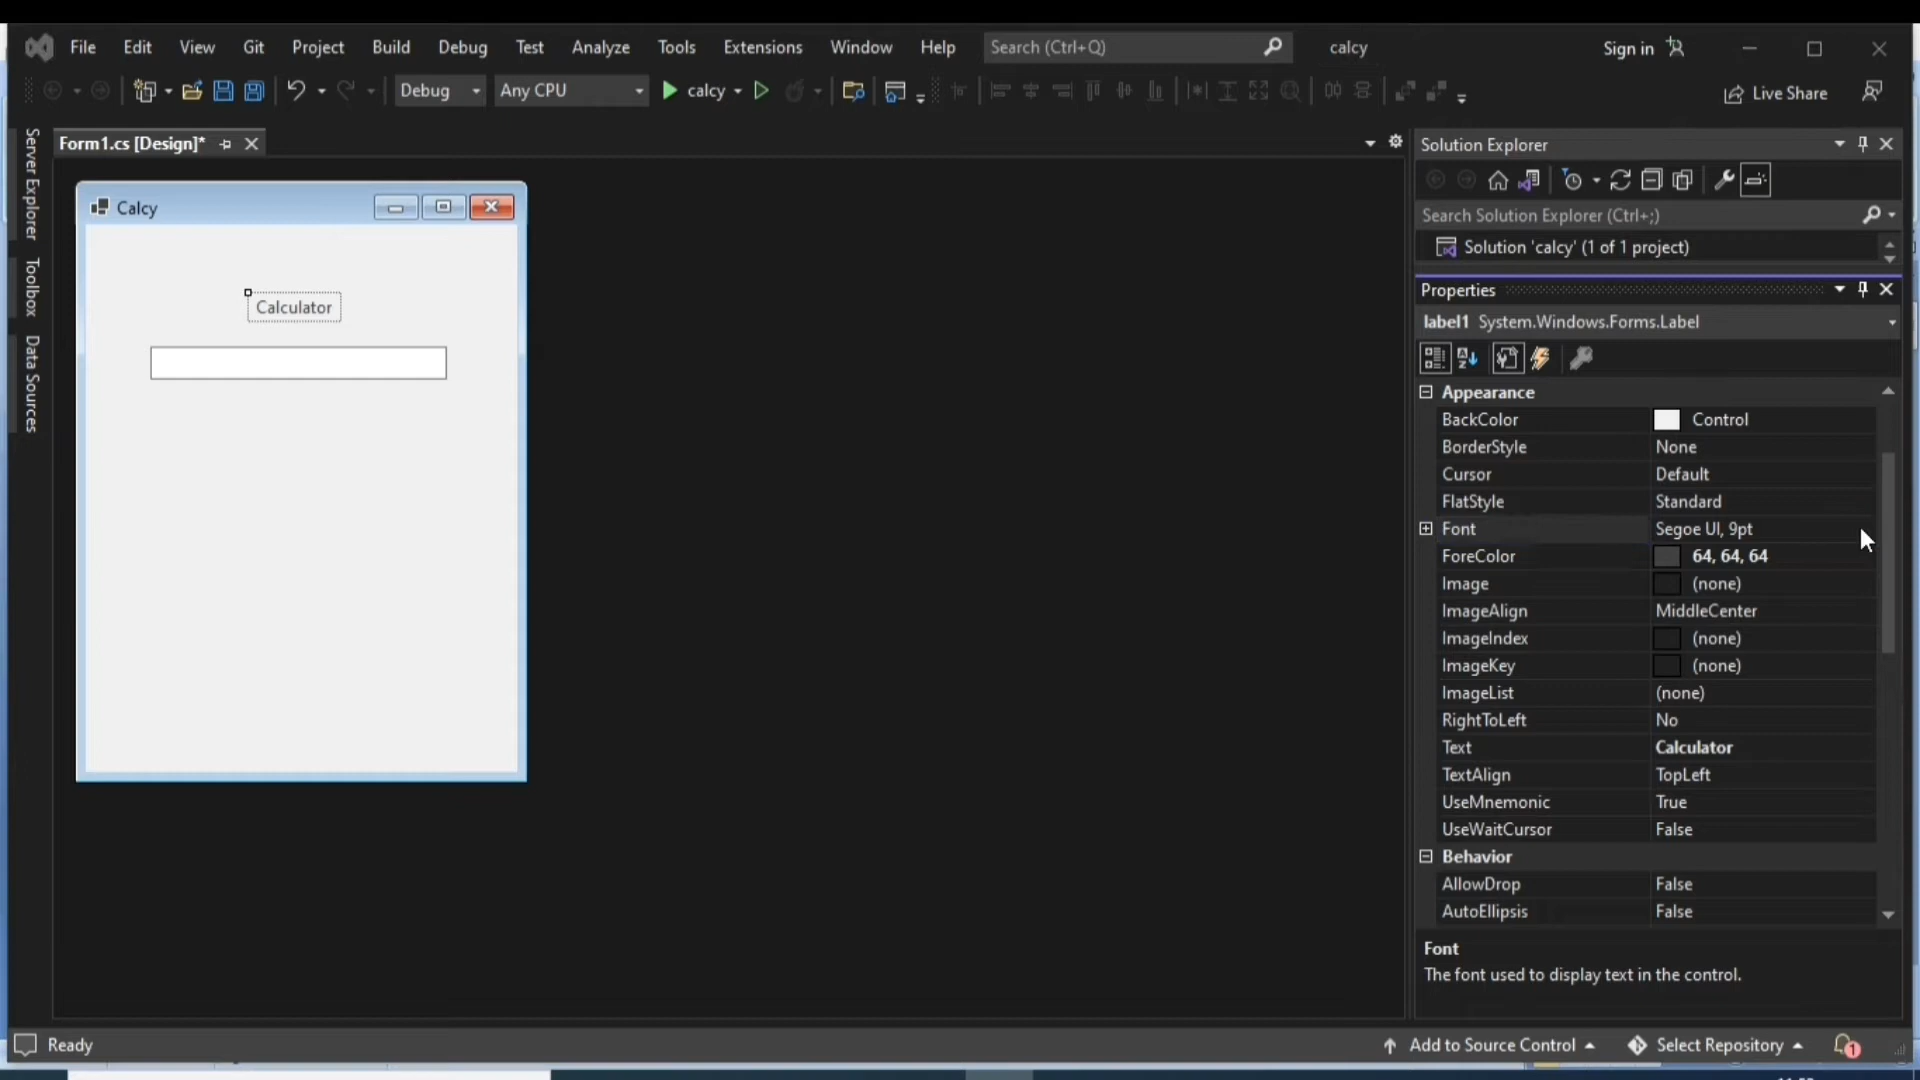 File Edit View Git Project Build Debug Test Analyze Tools Extensions Window Help Search (Ctrl+Q) calcy Sign in
Debug Any CPU calcy Live Share
Server Explorer
Toolbox
Data Sources
Form1.cs [Design]*
Calcy
Calculator
Solution Explorer
Search Solution Explorer (Ctrl+;)
Solution 'calcy' (1 of 1 project)
Properties
label1 System.Windows.Forms.Label
Appearance
BackColor Control
BorderStyle None
Cursor Default
FlatStyle Standard
Font Segoe UI, 9pt
ForeColor 64, 64, 64
Image (none)
ImageAlign MiddleCenter
ImageIndex (none)
ImageKey (none)
ImageList (none)
RightToLeft No
Text Calculator
TextAlign TopLeft
UseMnemonic True
UseWaitCursor False
Behavior
AllowDrop False
AutoEllipsis False
Font
The font used to display text in the control.
Ready Add to Source Control Select Repository 1